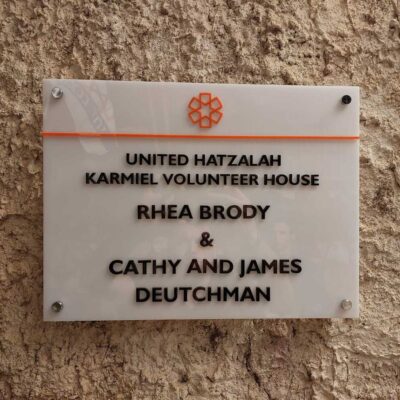 UNITED HATZALAH
KARMIEL VOLUNTEER HOUSE
RHEA BRODY
&
CATHY AND JAMES
DEUTCHMAN